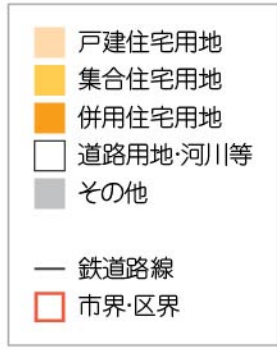 戸建住宅用地
集合住宅用地
併用住宅用地
道路用地・河川等
その他
鉄道路線
市界・区界